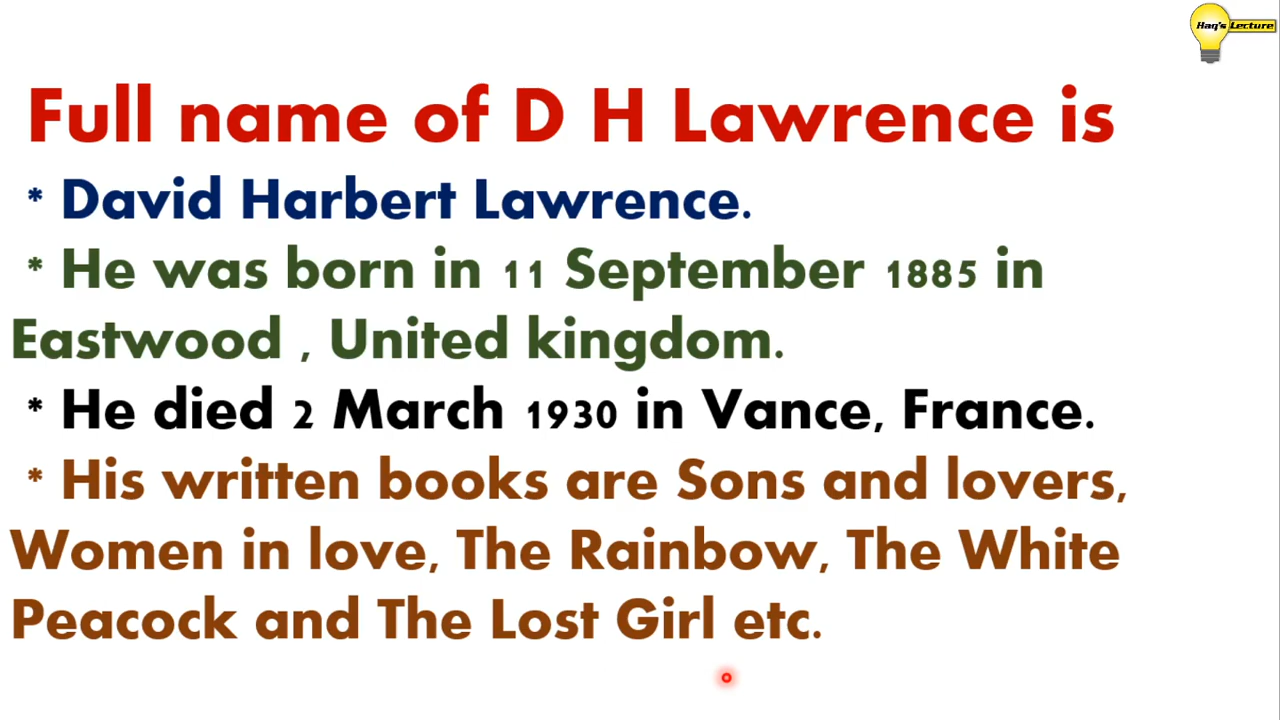 Haq's Lecture
Full name of D H Lawrence is
* David Harbert Lawrence.
* He was born in 11 September 1885 in
Eastwood , United kingdom.
* He died 2 March 1930 in Vance, France.
* His written books are Sons and lovers,
Women in love, The Rainbow, The White
Peacock and The Lost Girl etc.